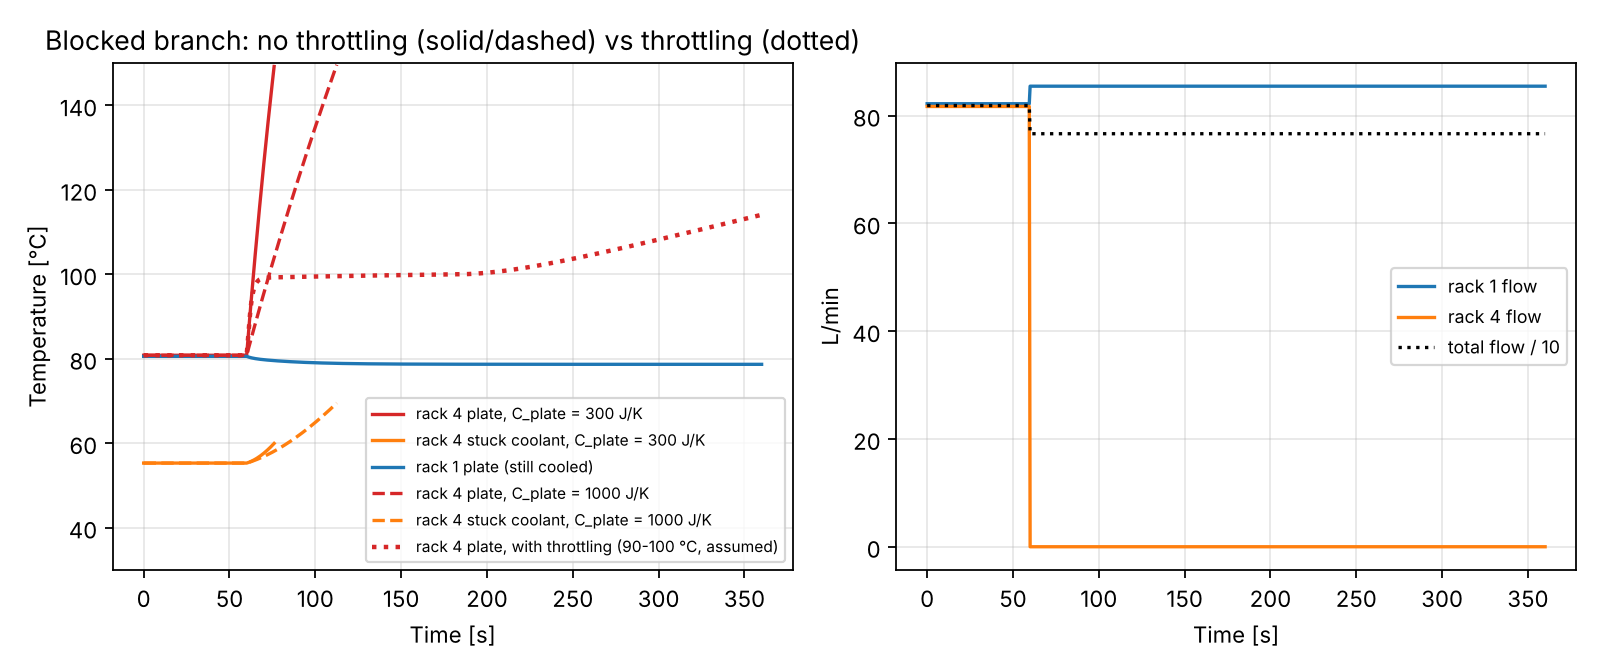 Blocked branch: no throttling (solid/dashed) vs throttling (dotted)
Temperature [°C]
140
120
100
80
60
40
rack 4 plate, C_plate = 300 J/K
rack 4 stuck coolant, C_plate = 300 J/K
rack 1 plate (still cooled)
rack 4 plate, C_plate = 1000 J/K
rack 4 stuck coolant, C_plate = 1000 J/K
rack 4 plate, with throttling (90-100 °C, assumed)
0 50 100 150 200 250 300 350
Time [s]
L/min
80
60
40
20
0
rack 1 flow
rack 4 flow
total flow / 10
0 50 100 150 200 250 300 350
Time [s]